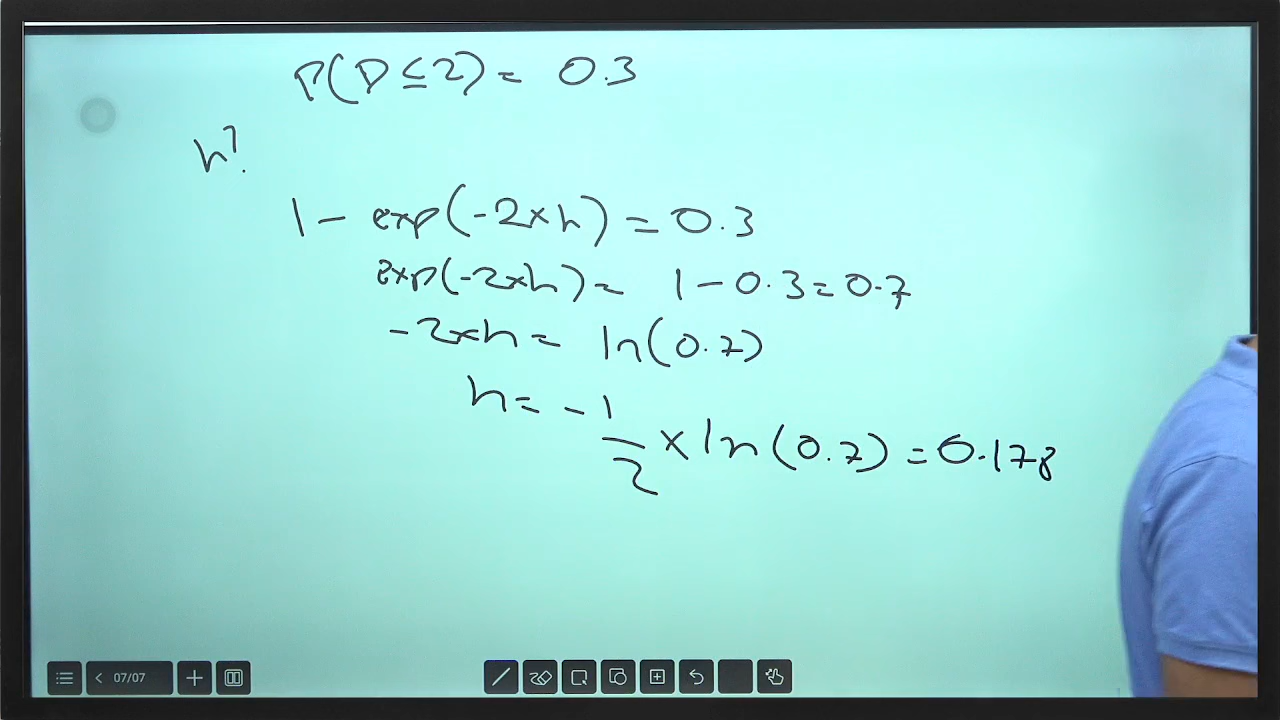 P(D ≤ 2) = 0.3
h?
1 - exp(-2×h) = 0.3
exp(-2×h) = 1 - 0.3 = 0.7
-2×h = ln(0.7)
h = -1/2 × ln(0.7) = 0.178
07/07